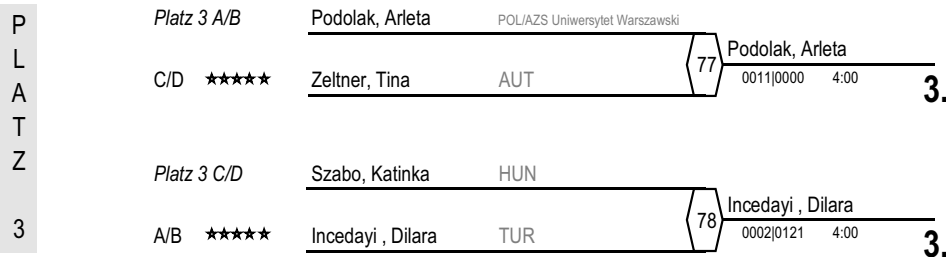 PLATZ 3
Platz 3 A/B Podolak, Arleta POL/AZS Uniwersytet Warszawski
77 Podolak, Arleta
C/D ★★★★★ Zeltner, Tina AUT 0011|0000 4:00 3.
Platz 3 C/D Szabo, Katinka HUN
78 Incedayi , Dilara
A/B ★★★★★ Incedayi , Dilara TUR 0002|0121 4:00 3.